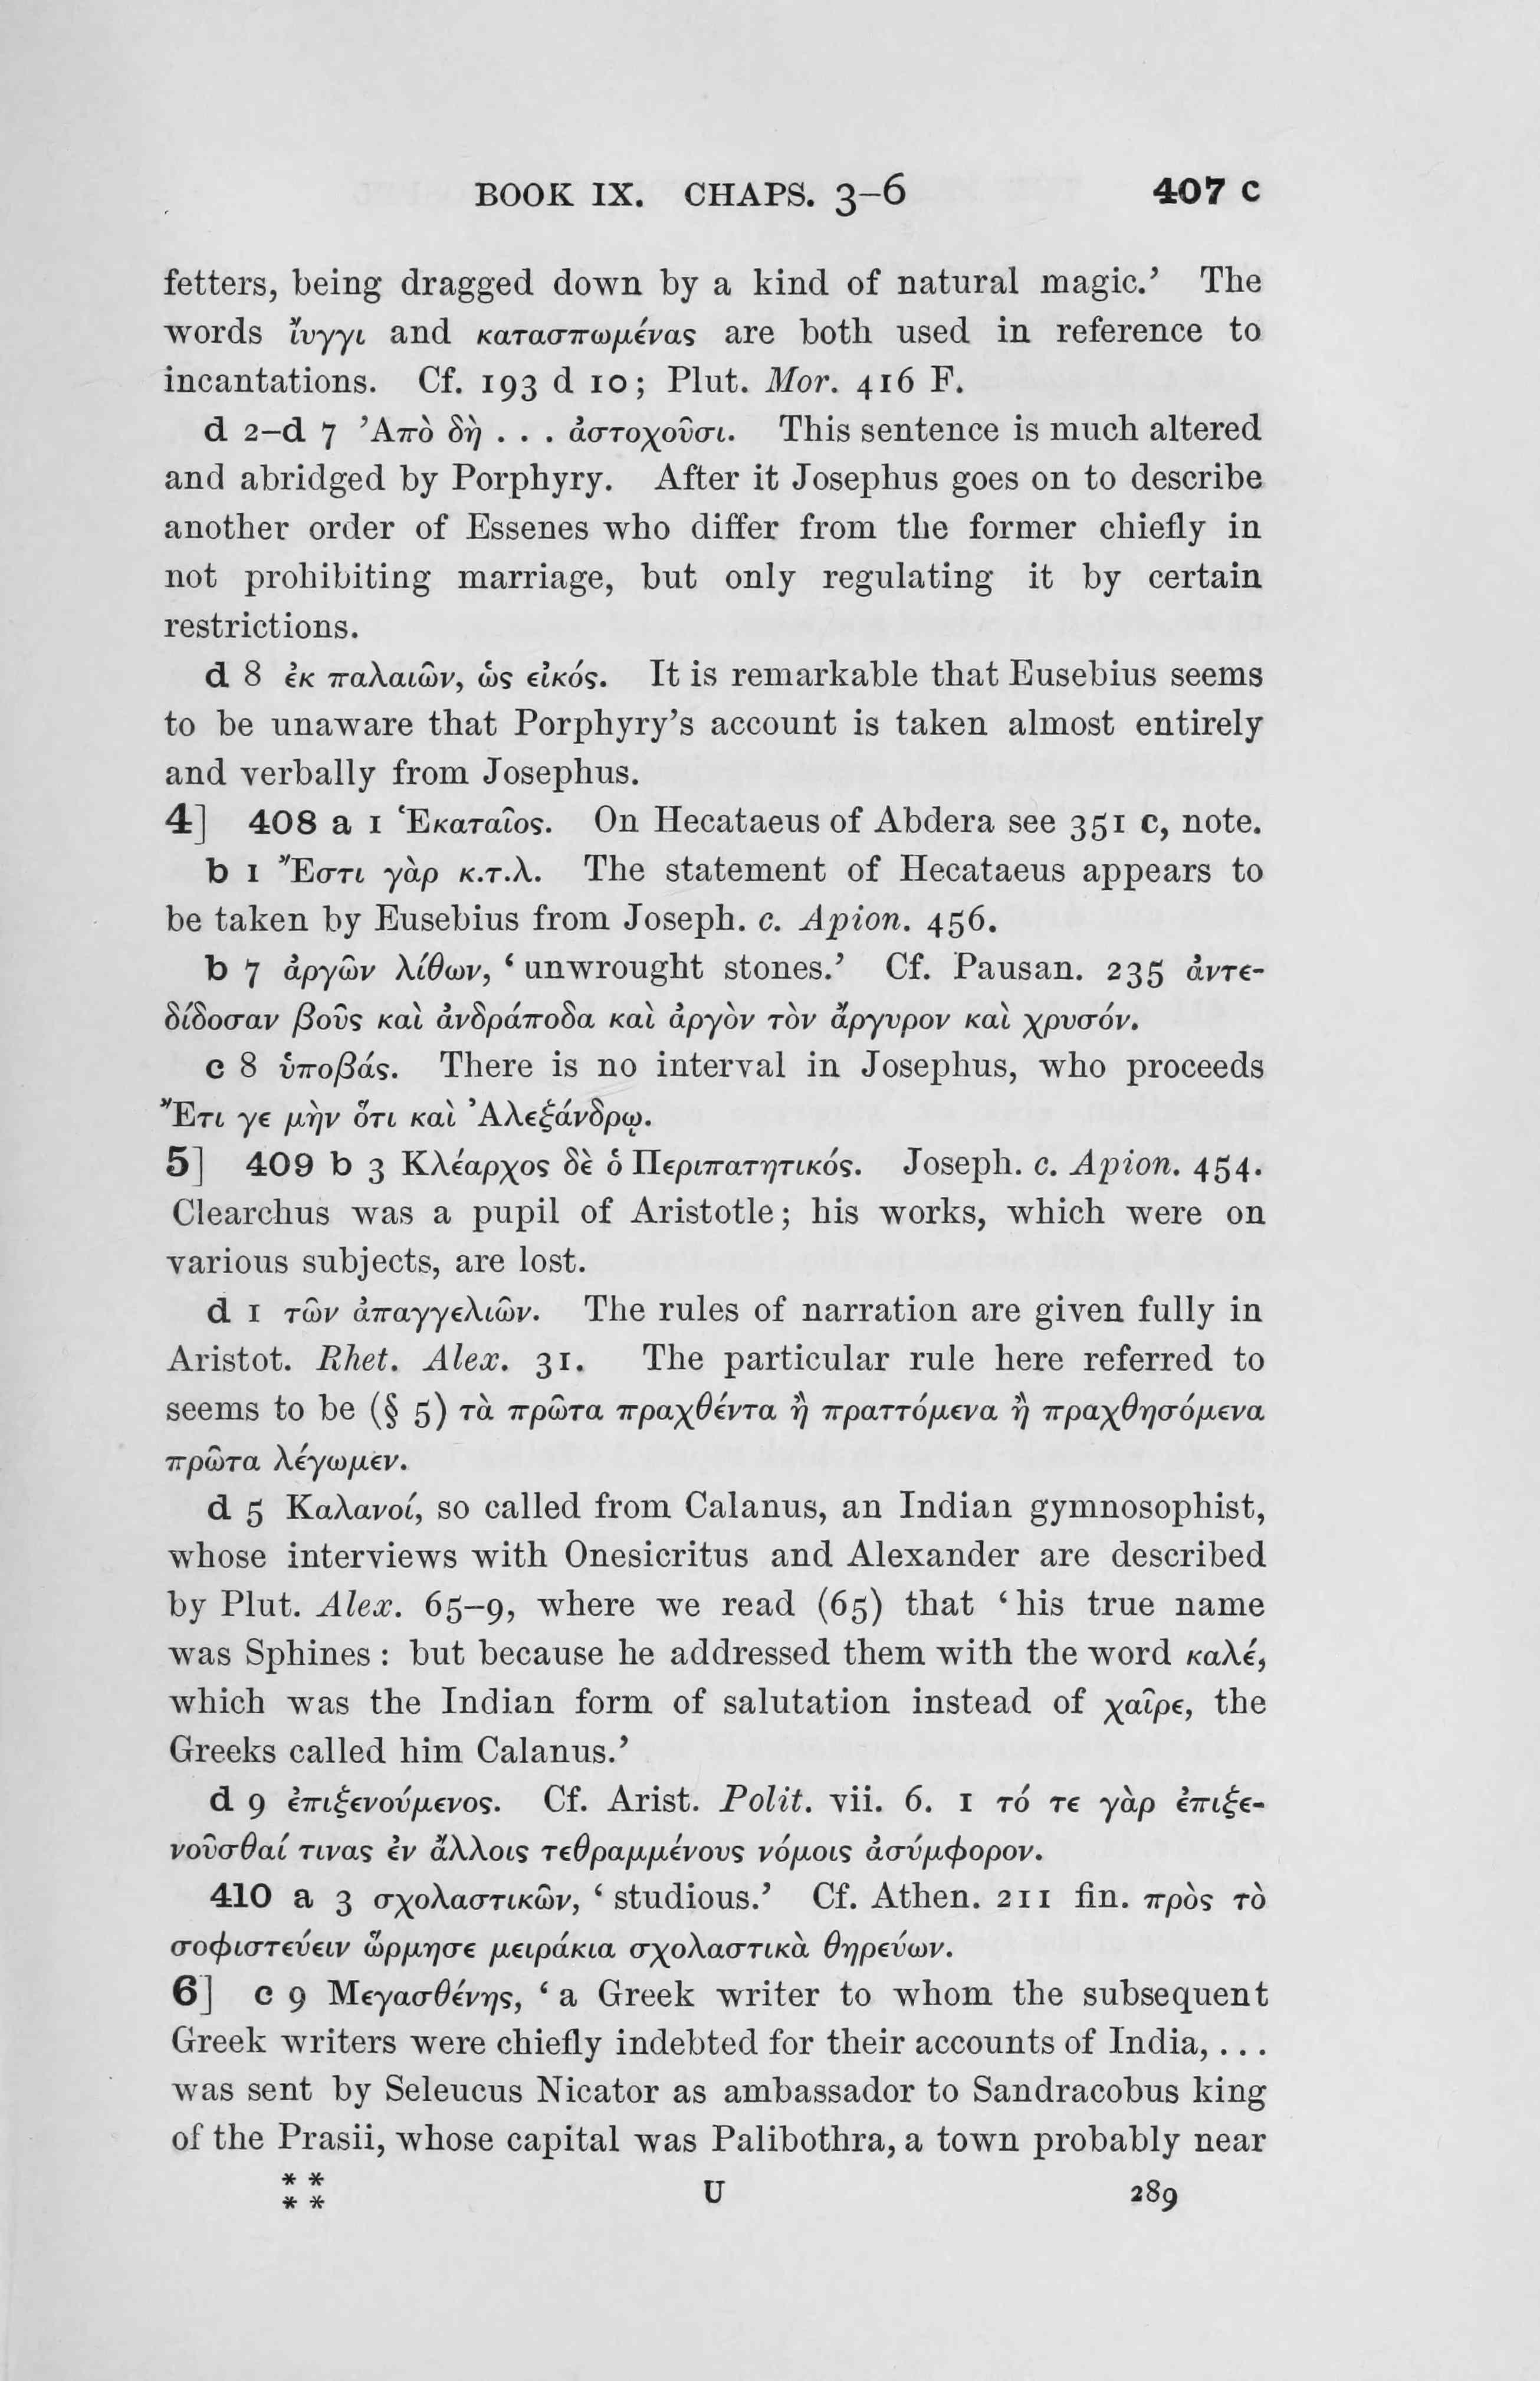 BOOK IX. CHAPS. 3–6 407 c
fetters, being dragged down by a kind of natural magic.’ The
words ἴυγγι and κατασπωμένας are both used in reference to
incantations. Cf. 193 d 10; Plut. Mor. 416 F.
d 2–d 7 Ἀπὸ δὴ . . . ἀστοχοῦσι. This sentence is much altered
and abridged by Porphyry. After it Josephus goes on to describe
another order of Essenes who differ from the former chiefly in
not prohibiting marriage, but only regulating it by certain
restrictions.
d 8 ἐκ παλαιῶν, ὡς εἰκός. It is remarkable that Eusebius seems
to be unaware that Porphyry’s account is taken almost entirely
and verbally from Josephus.
4] 408 a 1 Ἑκαταῖος. On Hecataeus of Abdera see 351 c, note.
b 1 Ἔστι γὰρ κ.τ.λ. The statement of Hecataeus appears to
be taken by Eusebius from Joseph. c. Apion. 456.
b 7 ἀργῶν λίθων, ‘unwrought stones.’ Cf. Pausan. 235 ἀντε-
δίδοσαν βοῦς καὶ ἀνδράποδα καὶ ἀργὸν τὸν ἄργυρον καὶ χρυσόν.
c 8 ὑποβάς. There is no interval in Josephus, who proceeds
Ἔτι γε μὴν ὅτι καὶ Ἀλεξάνδρῳ.
5] 409 b 3 Κλέαρχος δὲ ὁ Περιπατητικός. Joseph. c. Apion. 454.
Clearchus was a pupil of Aristotle; his works, which were on
various subjects, are lost.
d 1 τῶν ἀπαγγελιῶν. The rules of narration are given fully in
Aristot. Rhet. Alex. 31. The particular rule here referred to
seems to be (§ 5) τὰ πρῶτα πραχθέντα ἢ πραττόμενα ἢ πραχθησόμενα
πρῶτα λέγωμεν.
d 5 Καλανοί, so called from Calanus, an Indian gymnosophist,
whose interviews with Onesicritus and Alexander are described
by Plut. Alex. 65–9, where we read (65) that ‘his true name
was Sphines: but because he addressed them with the word καλέ,
which was the Indian form of salutation instead of χαῖρε, the
Greeks called him Calanus.’
d 9 ἐπιξενούμενος. Cf. Arist. Polit. vii. 6. 1 τό τε γὰρ ἐπιξε-
νοῦσθαί τινας ἐν ἄλλοις τεθραμμένους νόμοις ἀσύμφορον.
410 a 3 σχολαστικῶν, ‘studious.’ Cf. Athen. 211 fin. πρὸς τὸ
σοφιστεύειν ὥρμησε μειράκια σχολαστικὰ θηρεύων.
6] c 9 Μεγασθένης, ‘a Greek writer to whom the subsequent
Greek writers were chiefly indebted for their accounts of India, . . .
was sent by Seleucus Nicator as ambassador to Sandracobus king
of the Prasii, whose capital was Palibothra, a town probably near
* *
* * U 289